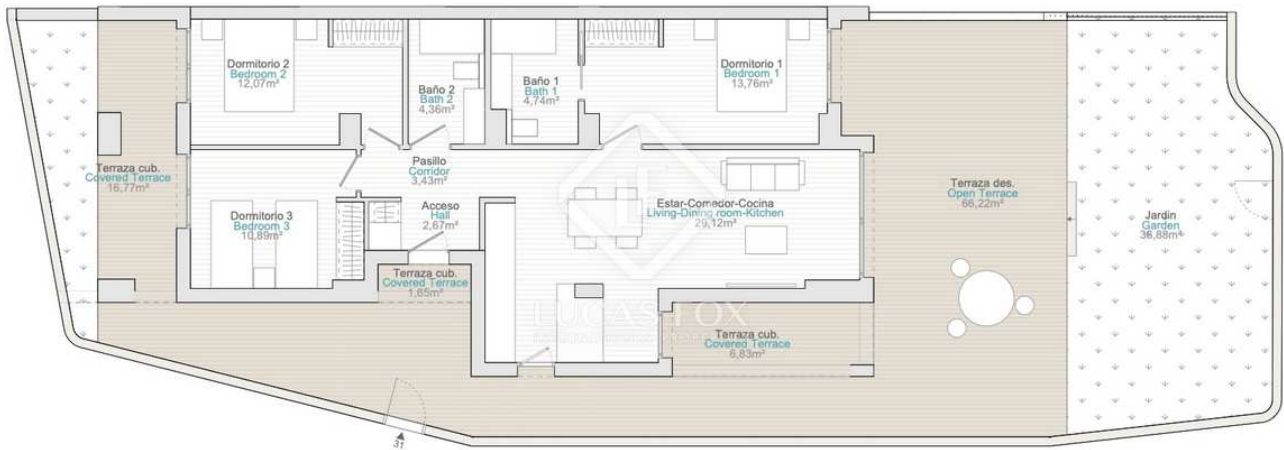 Dormitorio 2
Bedroom 2
12,07m²
Baño 2
Bath 2
4,36m²
Baño 1
Bath 1
4,74m²
Dormitorio 1
Bedroom 1
13,76m²
Terraza cub.
Covered Terrace
16,77m²
Pasillo
Corridor
3,43m²
Acceso
Hall
2,67m²
Dormitorio 3
Bedroom 3
10,89m²
Estar-Comedor-Cocina
Living-Dining room-Kitchen
29,12m²
Terraza des.
Open Terrace
66,22m²
Jardin
Garden
36,88m²
Terraza cub.
Covered Terrace
1,65m²
LUCAS FOX
Terraza cub.
Covered Terrace
6,83m²
31